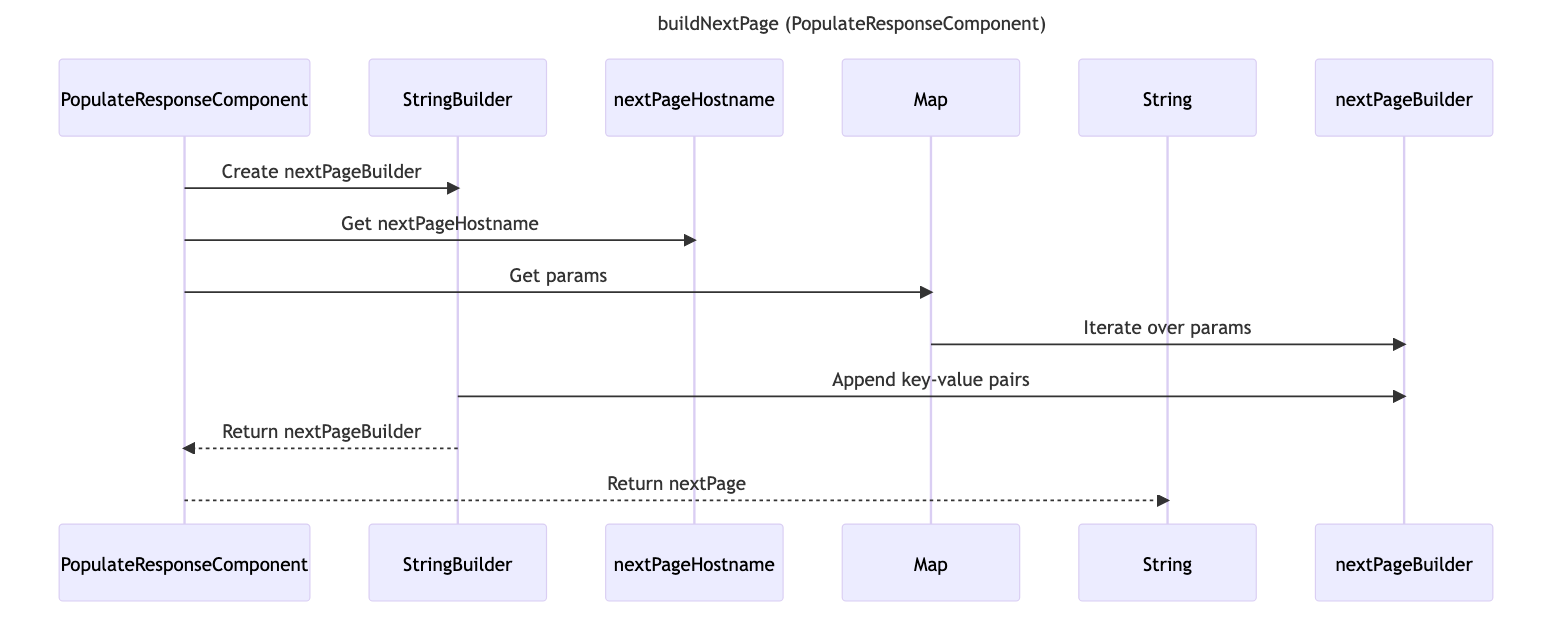 buildNextPage (PopulateResponseComponent)
PopulateResponseComponent
StringBuilder
nextPageHostname
Map
String
nextPageBuilder
Create nextPageBuilder
Get nextPageHostname
Get params
Iterate over params
Append key-value pairs
Return nextPageBuilder
Return nextPage
PopulateResponseComponent
StringBuilder
nextPageHostname
Map
String
nextPageBuilder